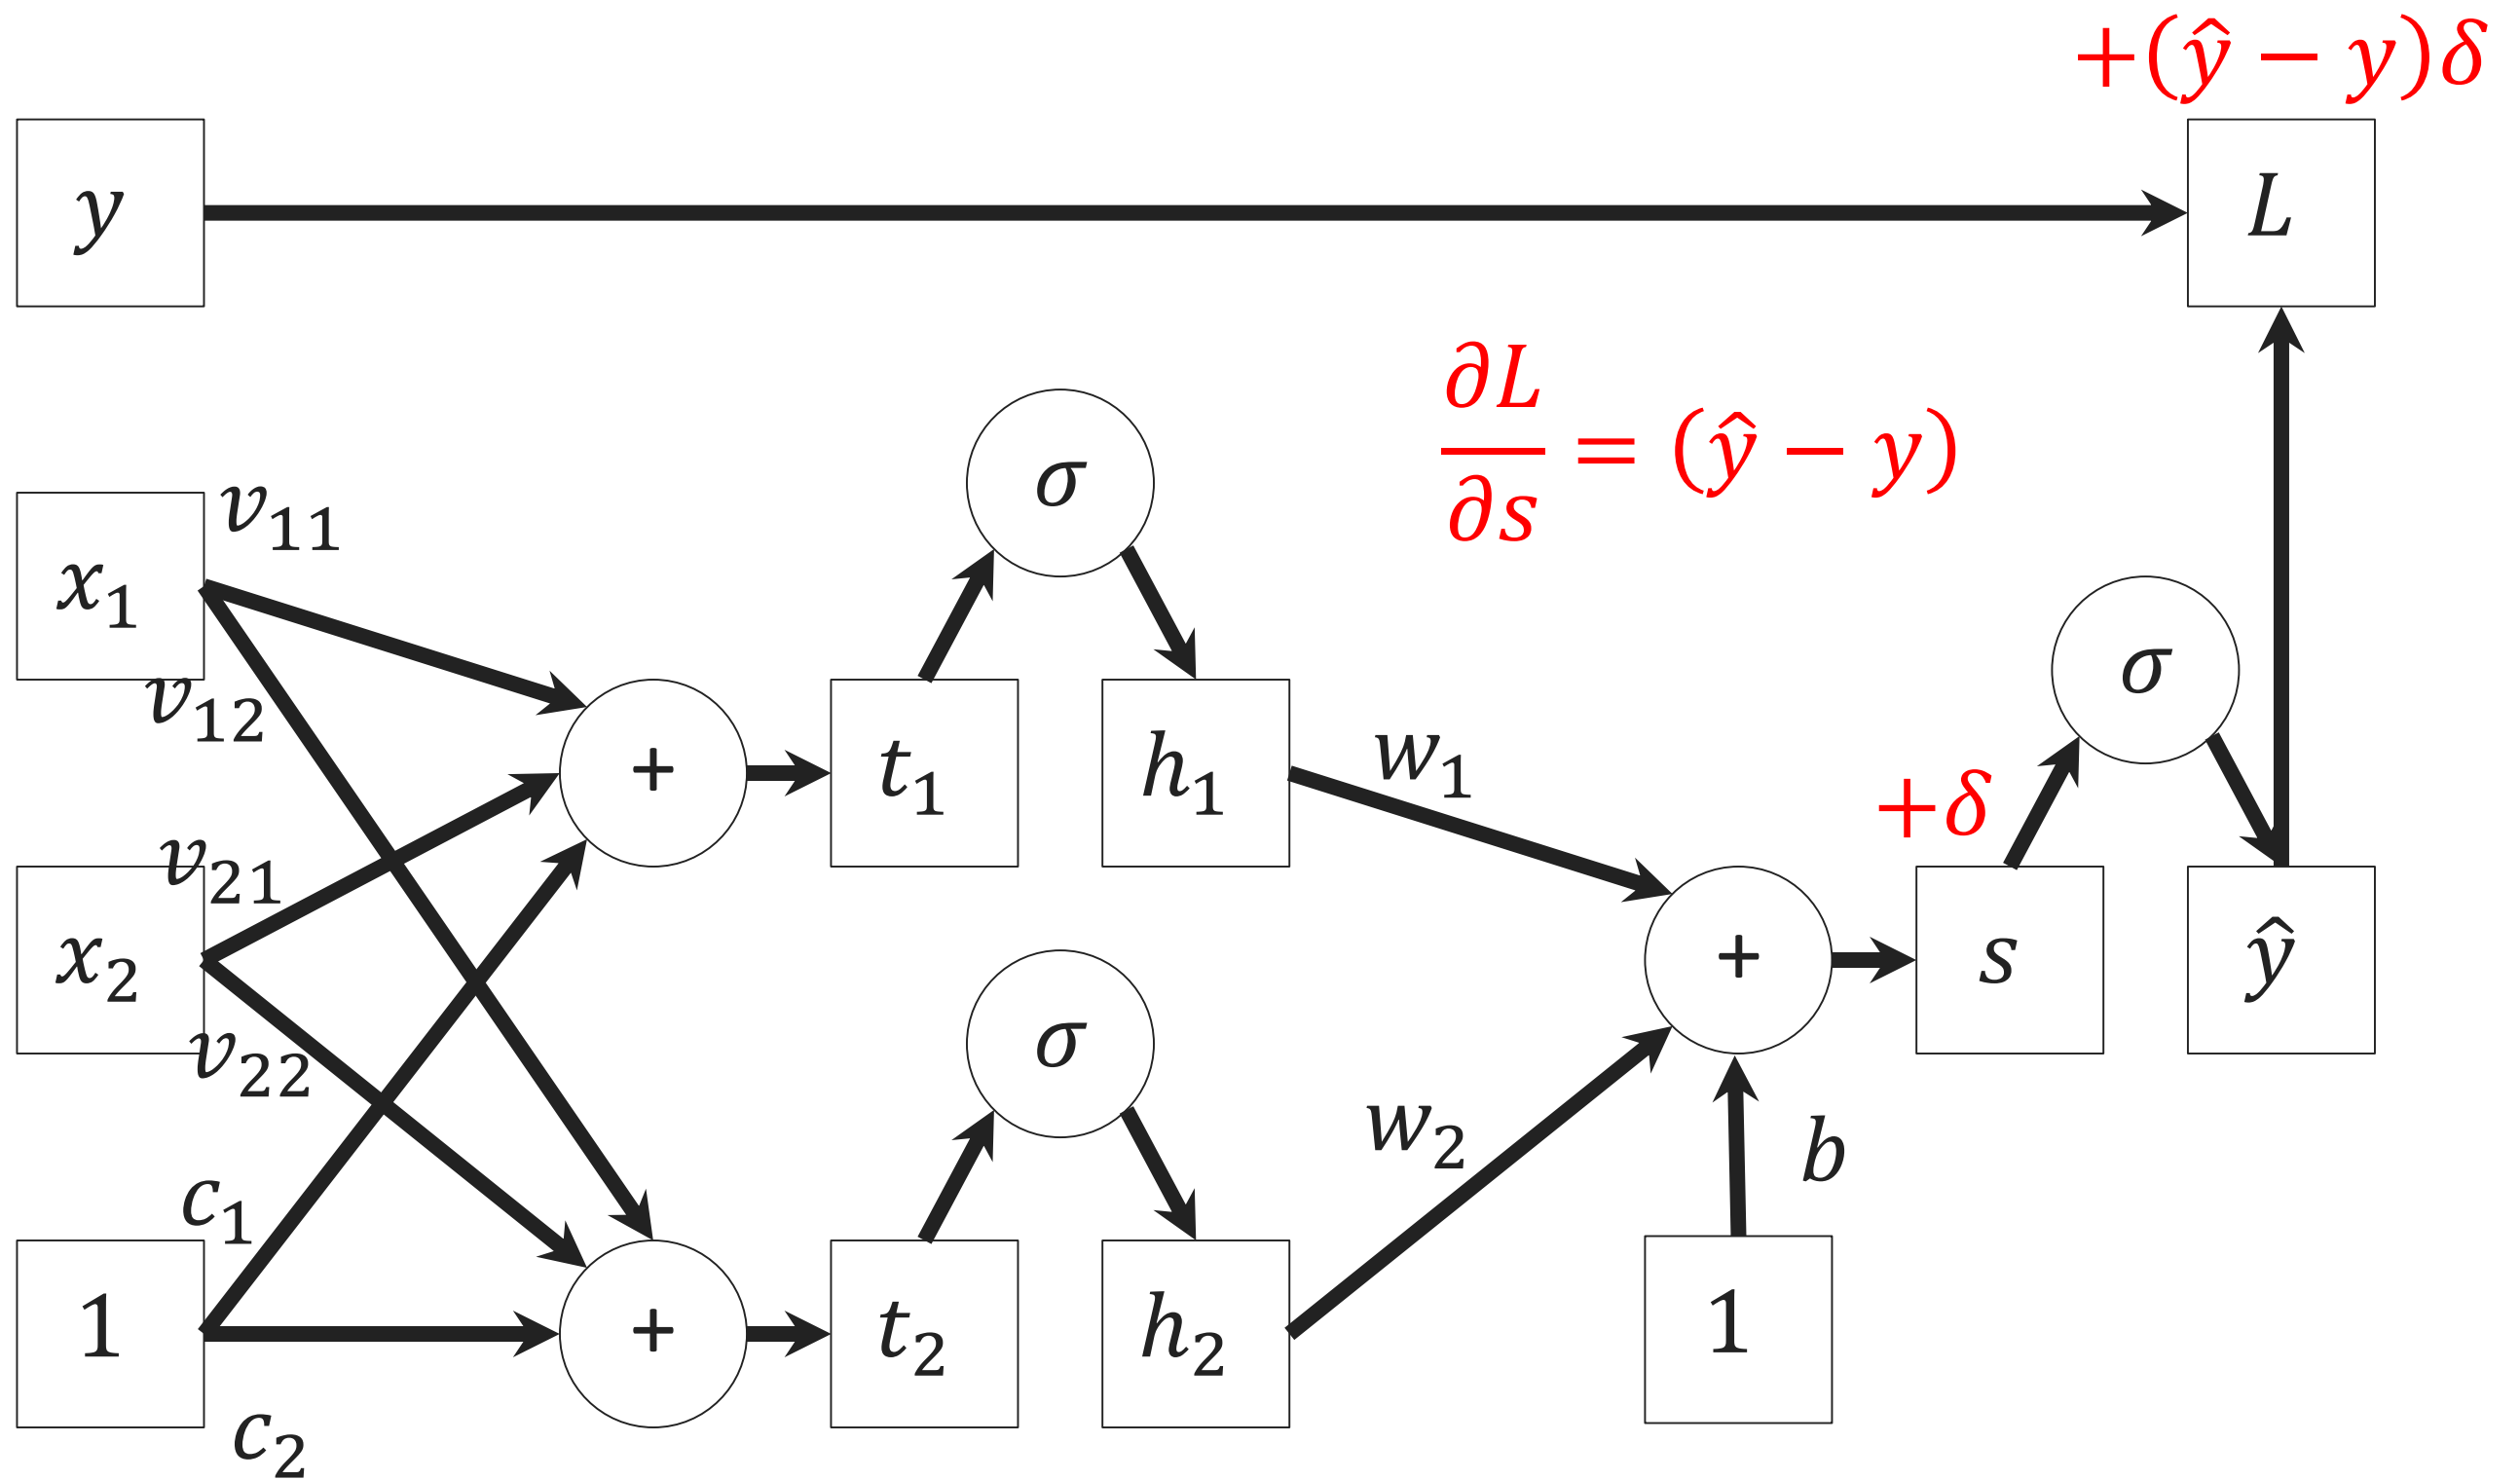 +(ŷ − y)δ
y
L
∂L/∂s = (ŷ − y)
σ
v₁₁
x₁
σ
v₁₂
+
t₁
h₁
w₁
+δ
v₂₁
x₂
+
s
ŷ
σ
v₂₂
w₂
b
c₁
1
+
t₂
h₂
1
c₂